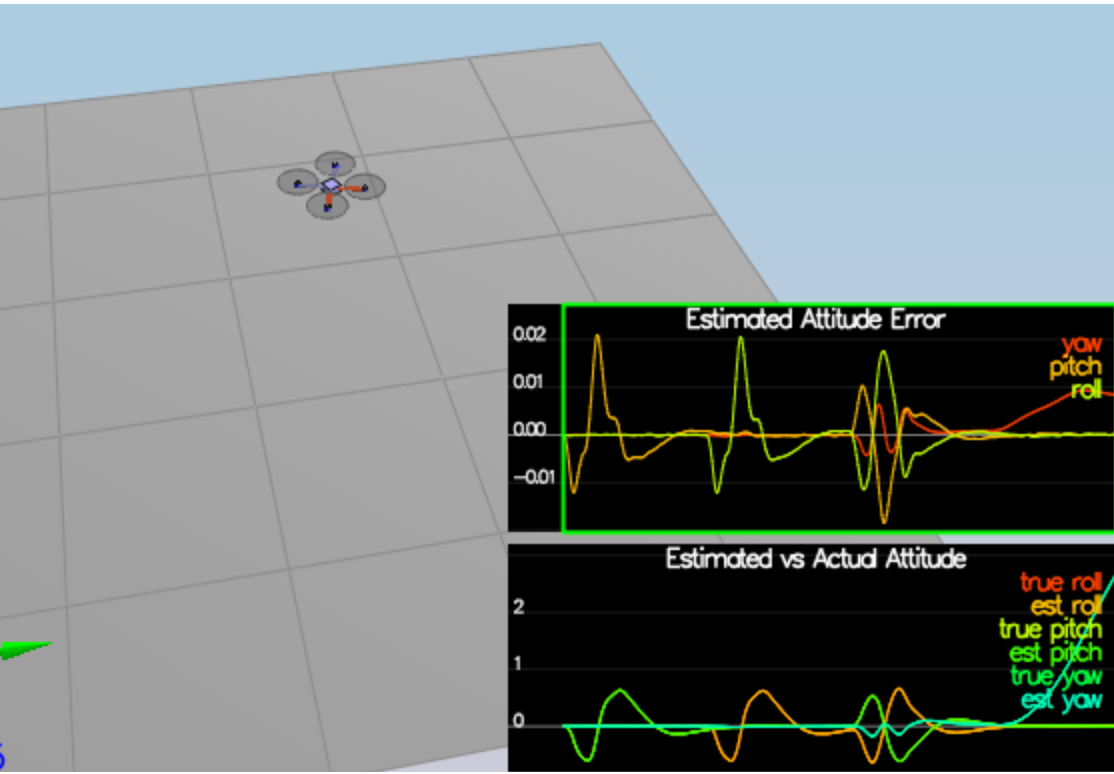 Estimated Attitude Error
0.02
yaw
pitch
0.01
roll
0.00
-0.01
Estimated vs Actual Attitude
true roll
2
est roll
true pitch
est pitch
1
true yaw
est yaw
0